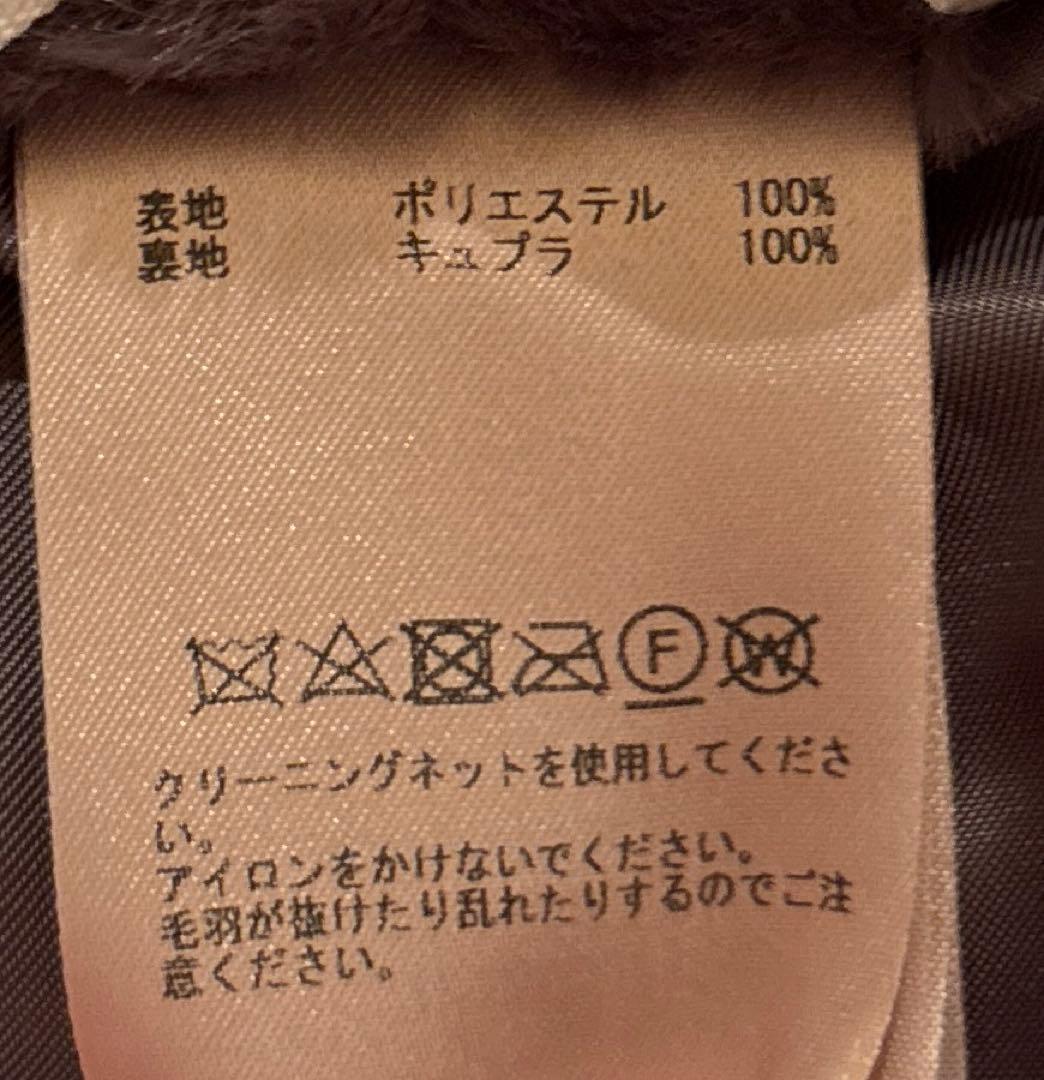 表地 ポリエステル 100%
裏地 キュプラ 100%
F W
クリーニングネットを使用してくださ
い。
アイロンをかけないでください。
毛羽が抜けたり乱れたりするのでご注
意ください。